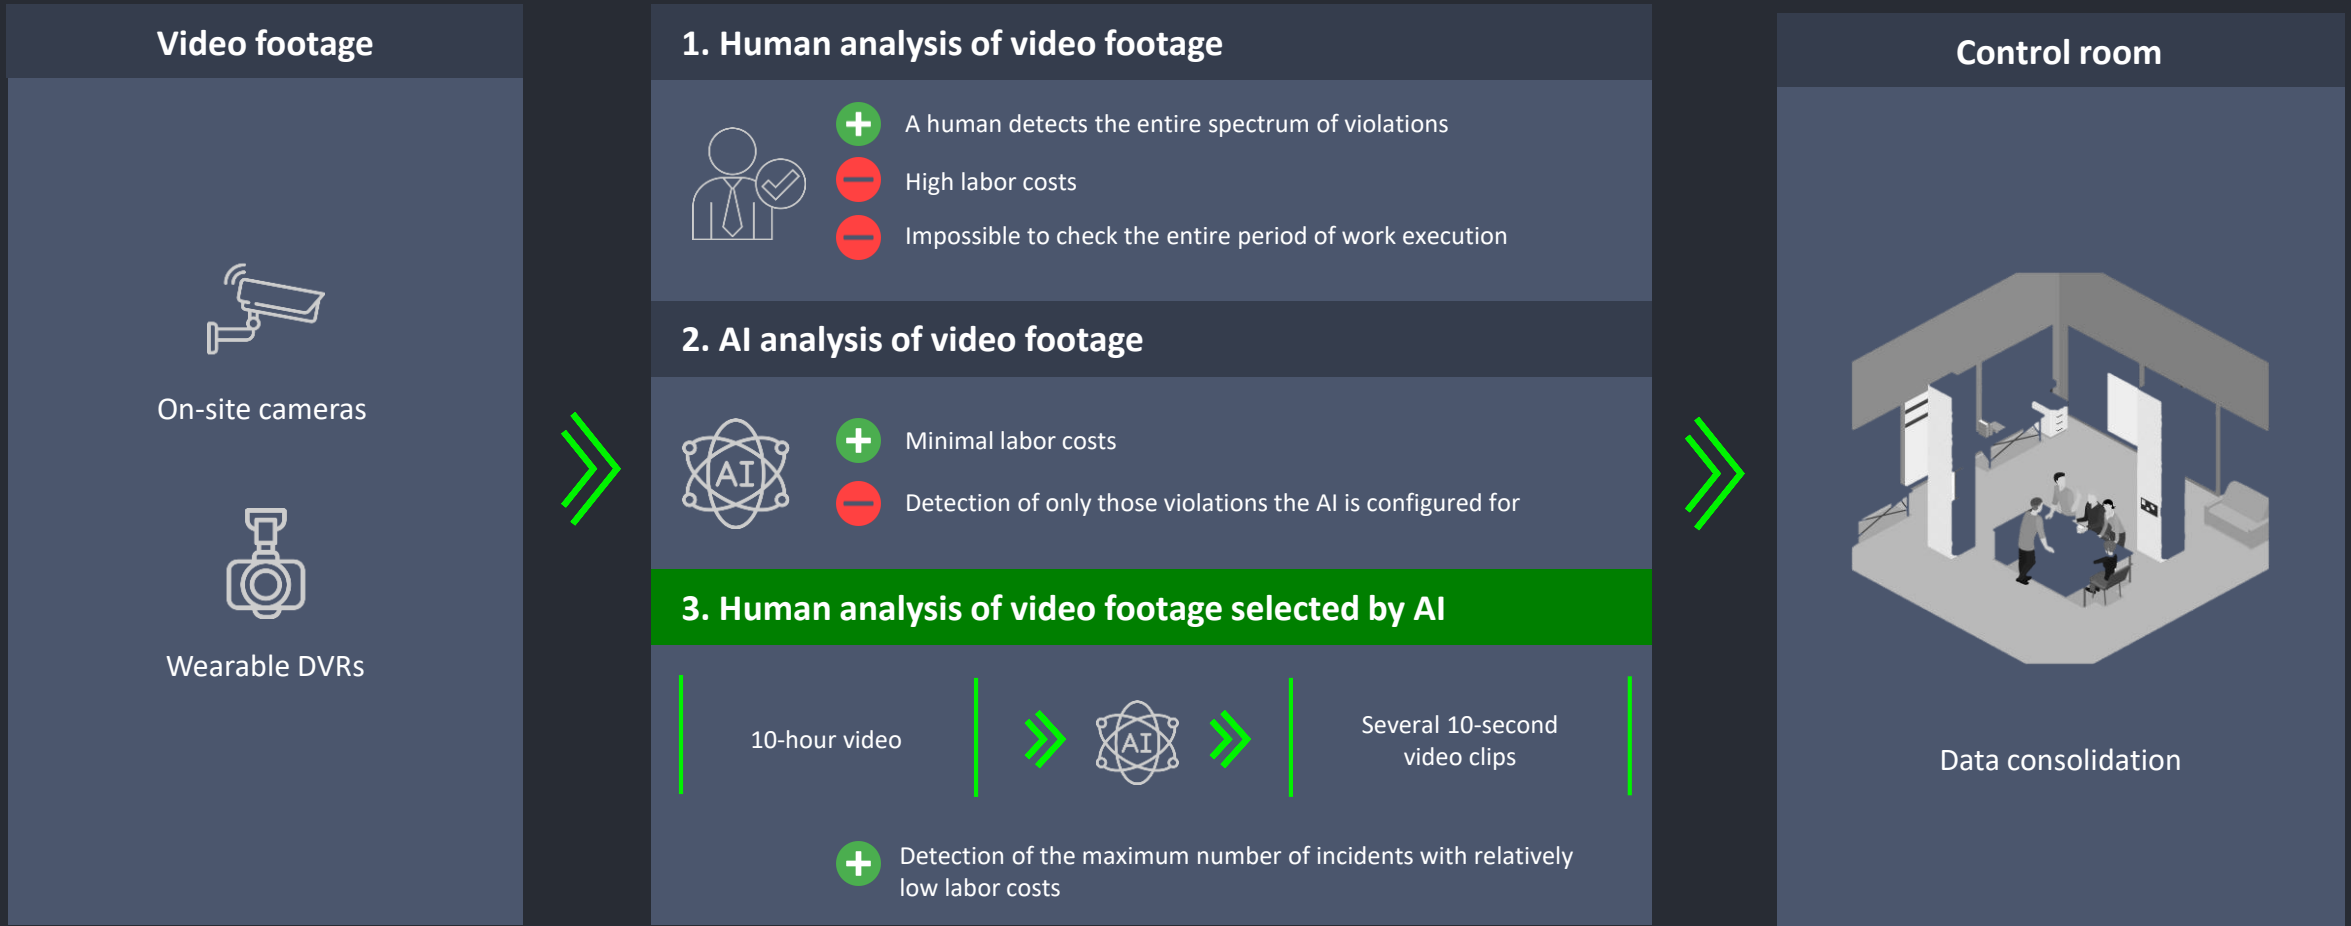 Video footage
On-site cameras
Wearable DVRs
1. Human analysis of video footage
A human detects the entire spectrum of violations
High labor costs
Impossible to check the entire period of work execution
2. AI analysis of video footage
AI
Minimal labor costs
Detection of only those violations the AI is configured for
3. Human analysis of video footage selected by AI
10-hour video
AI
Several 10-second
video clips
Detection of the maximum number of incidents with relatively
low labor costs
Control room
Data consolidation